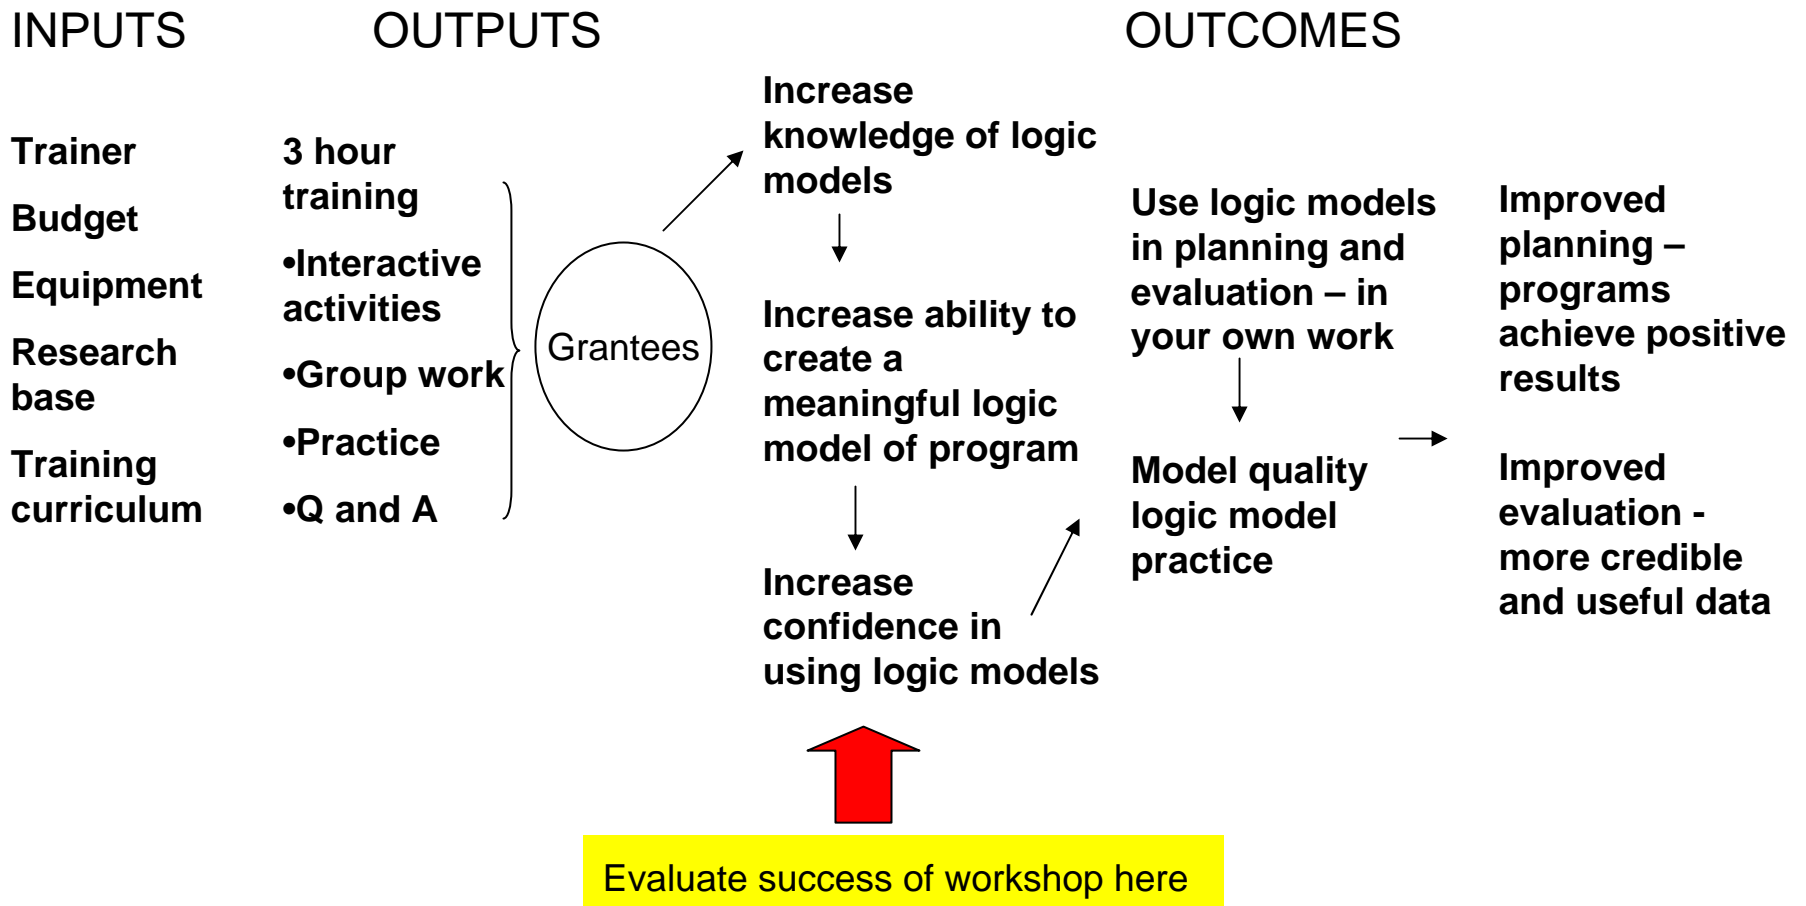 INPUTS
OUTPUTS
OUTCOMES
Trainer
Budget
Equipment
Research
base
Training
curriculum
3 hour
training
•Interactive
activities
•Group work
•Practice
•Q and A
Grantees
Increase
knowledge of logic
models
Increase ability to
create a
meaningful logic
model of program
Increase
confidence in
using logic models
Use logic models
in planning and
evaluation – in
your own work
Model quality
logic model
practice
Improved
planning –
programs
achieve positive
results
Improved
evaluation -
more credible
and useful data
Evaluate success of workshop here